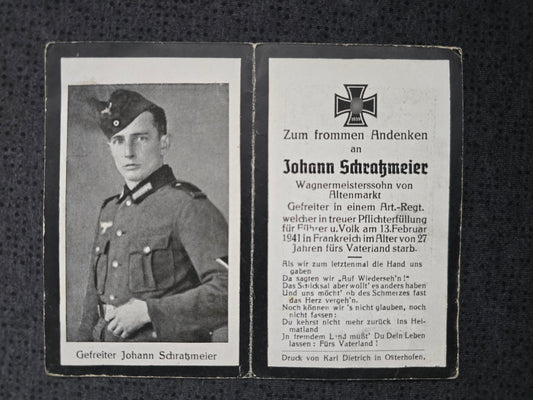 Gefreiter Johann Schratzmeier
1939
Zum frommen Andenken
an
Johann Schratzmeier
Wagnermeisterssohn von
Altenmarkt
Gefreiter in einem Art.-Regt.
welcher in treuer Pflichterfüllung
für Führer u. Volk am 13. Februar
1941 in Frankreich im Alter von 27
Jahren fürs Vaterland starb.
Als wir zum letztenmal die Hand uns
gaben
Da sagten wir „Auf Wiederseh'n!"
Das Schicksal aber wollt' es anders haben
Und uns möcht' ob des Schmerzes fast
das Herz vergeh'n.
Noch können wir 's nicht glauben, noch
nicht fassen:
Du kehrst nicht mehr zurück ins Hei-
matland
In fremdem Land mußt' Du Dein Leben
lassen: Fürs Vaterland!
Druck von Karl Dietrich in Osterhofen.